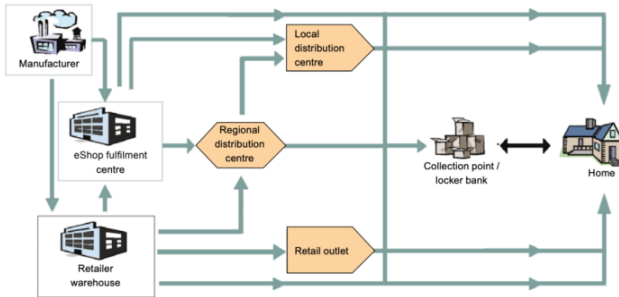 Manufacturer
Local
distribution
centre
eShop fulfilment
centre
Regional
distribution
centre
Collection point /
locker bank
Home
Retailer
warehouse
Retail outlet